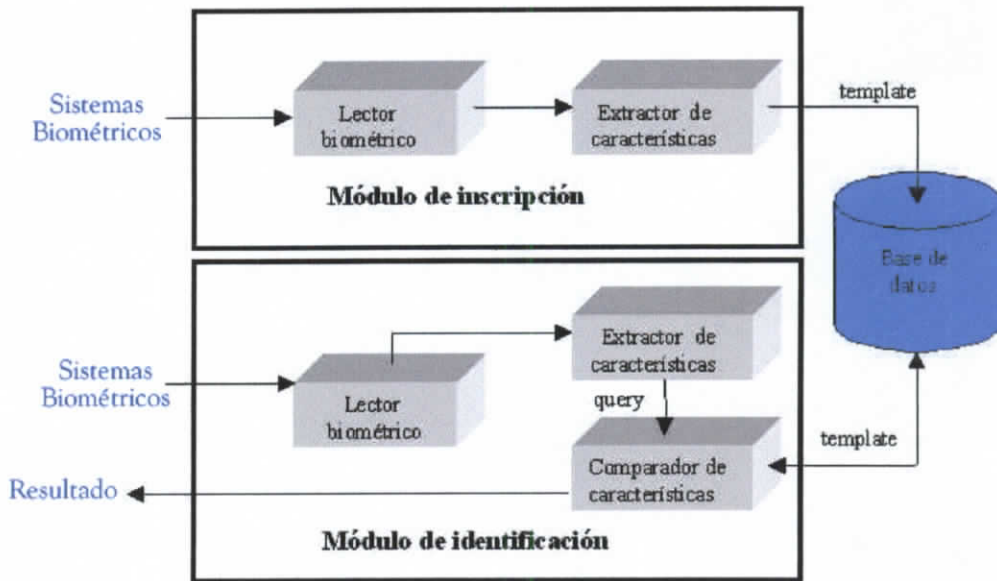 Sistemas
Biométricos
Lector
biométrico
Extractor de
características
template
Módulo de inscripción
Base de
datos
Sistemas
Biométricos
Lector
biométrico
Extractor de
características
query
Comparador de
características
template
Resultado
Módulo de identificación